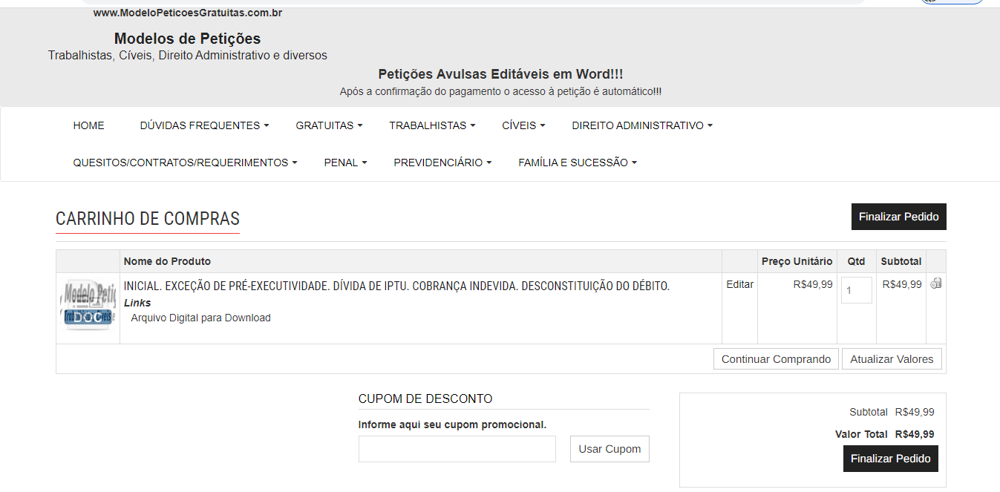 www.ModeloPeticoesGratuitas.com.br
Modelos de Petições
Trabalhistas, Cíveis, Direito Administrativo e diversos
Petições Avulsas Editáveis em Word!!!
Após a confirmação do pagamento o acesso à petição é automático!!!
HOME DÚVIDAS FREQUENTES GRATUITAS TRABALHISTAS CÍVEIS DIREITO ADMINISTRATIVO
QUESITOS/CONTRATOS/REQUERIMENTOS PENAL PREVIDENCIÁRIO FAMÍLIA E SUCESSÃO
CARRINHO DE COMPRAS Finalizar Pedido
Nome do Produto Preço Unitário Qtd Subtotal
INICIAL. EXCEÇÃO DE PRÉ-EXECUTIVIDADE. DÍVIDA DE IPTU. COBRANÇA INDEVIDA. DESCONSTITUIÇÃO DO DÉBITO. Editar R$49,99 1 R$49,99
Links
Arquivo Digital para Download
Modelo Petiç
DOC
Continuar Comprando Atualizar Valores
CUPOM DE DESCONTO
Informe aqui seu cupom promocional.
Usar Cupom
Subtotal R$49,99
Valor Total R$49,99
Finalizar Pedido